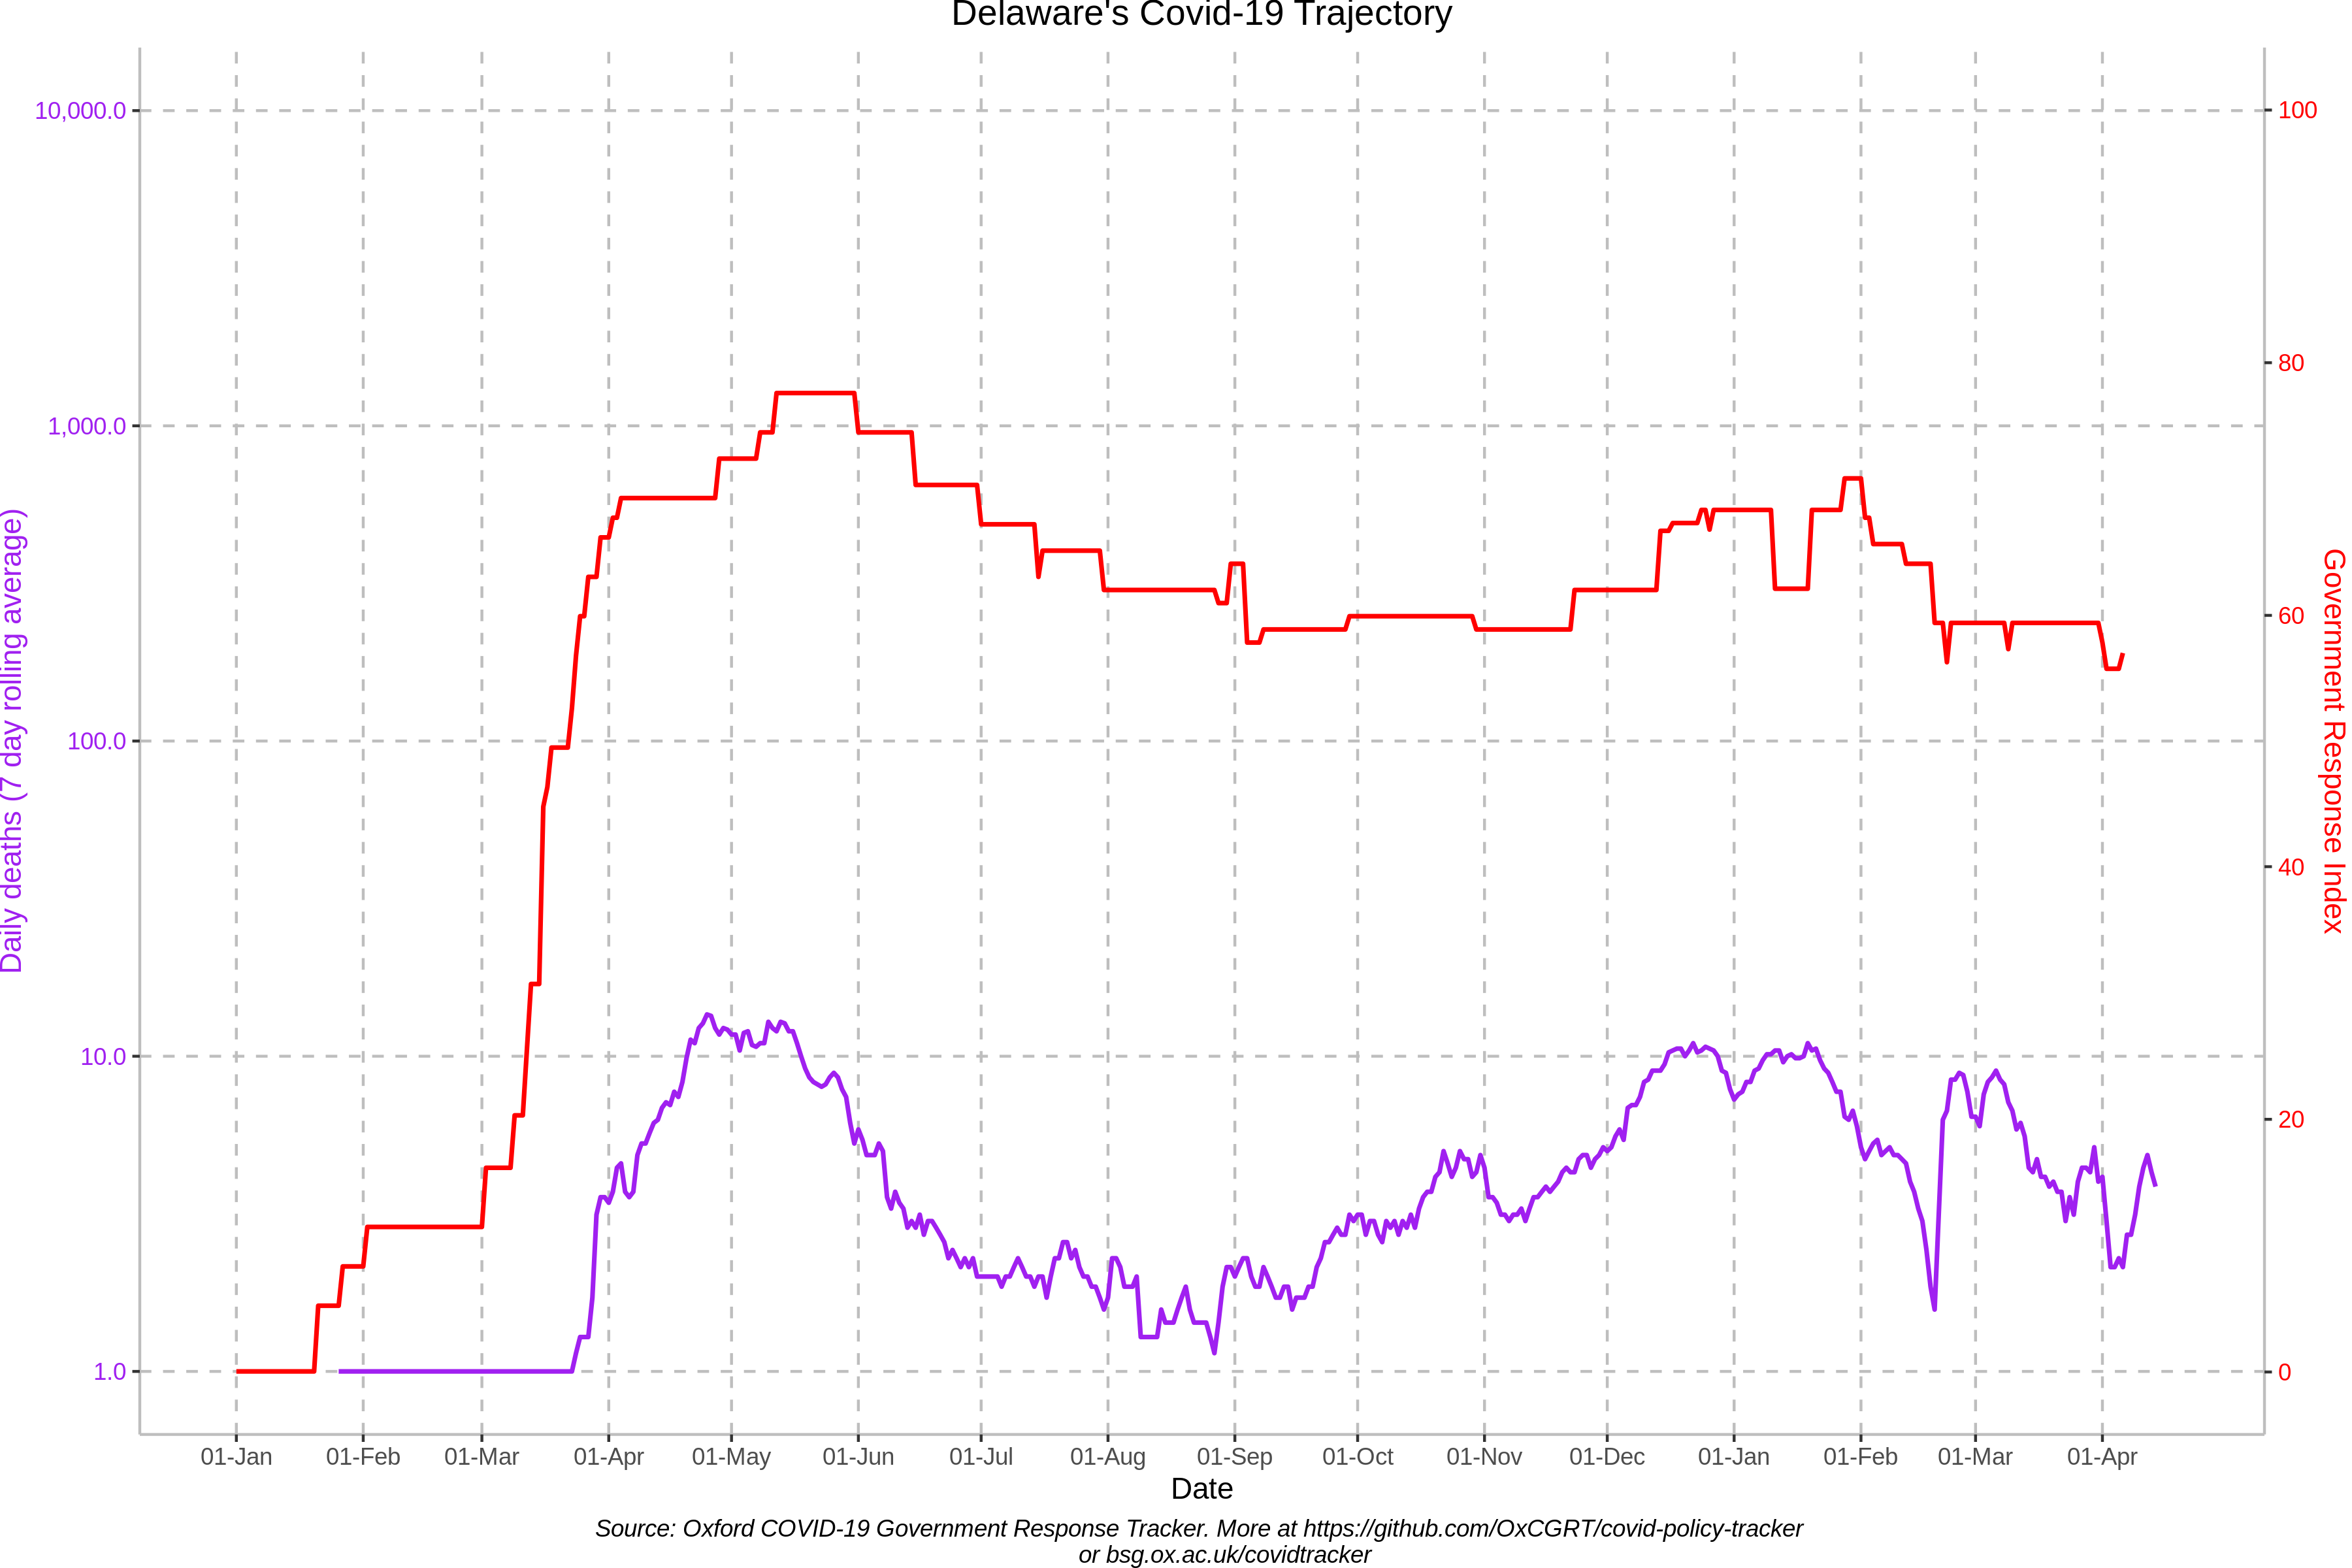 Delaware's Covid-19 Trajectory
10,000.0
1,000.0
100.0
10.0
1.0
Daily deaths (7 day rolling average)
100
80
60
40
20
0
Government Response Index
01-Jan 01-Feb 01-Mar 01-Apr 01-May 01-Jun 01-Jul 01-Aug 01-Sep 01-Oct 01-Nov 01-Dec 01-Jan 01-Feb 01-Mar 01-Apr
Date
Source: Oxford COVID-19 Government Response Tracker. More at https://github.com/OxCGRT/covid-policy-tracker
or bsg.ox.ac.uk/covidtracker